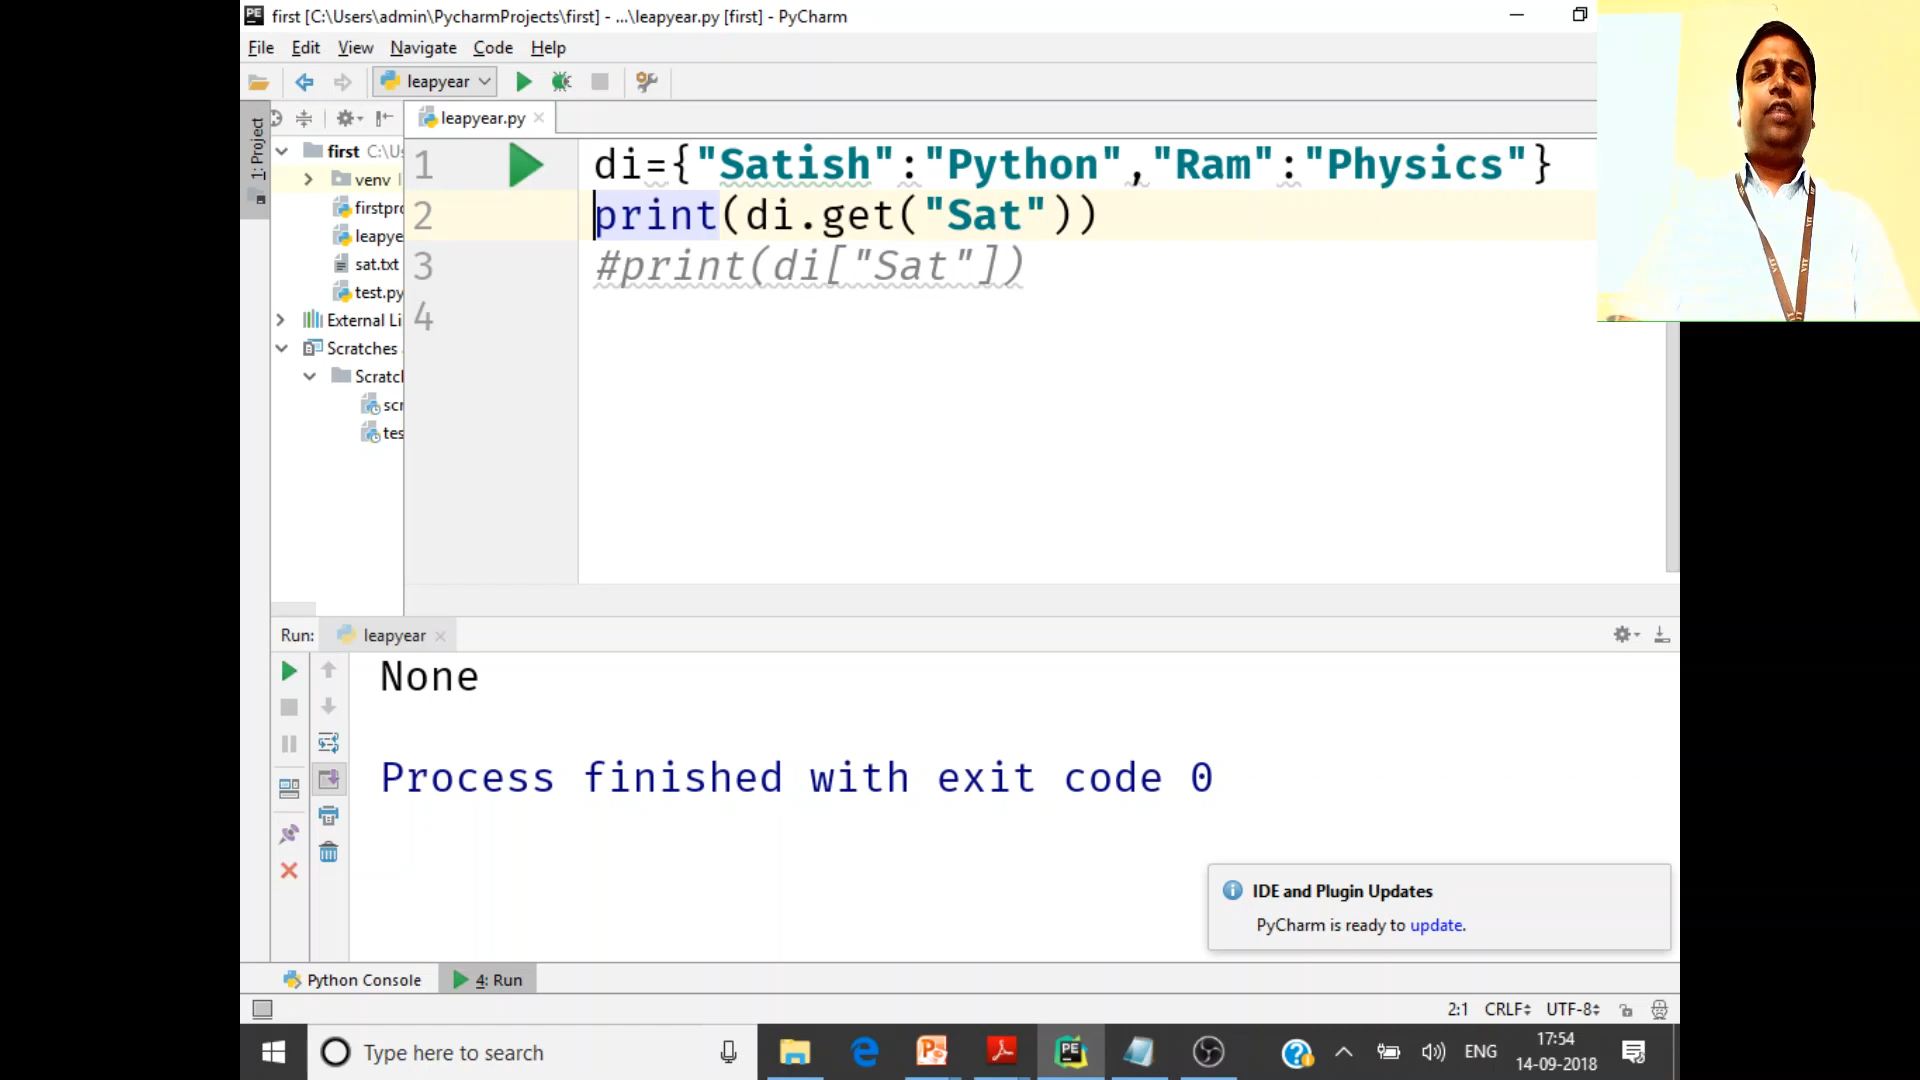 first [C:\Users\admin\PycharmProjects\first] - ...\leapyear.py [first] - PyCharm
File Edit View Navigate Code Help
leapyear
1: Project
leapyear.py
first C:\Us
venv
firstpro
leapye
sat.txt
test.py
External Li
Scratches
Scratcl
scr
tes
1 di={"Satish":"Python","Ram":"Physics"}
2 print(di.get("Sat"))
3 #print(di["Sat"])
4
Run: leapyear
None
Process finished with exit code 0
IDE and Plugin Updates
PyCharm is ready to update.
Python Console 4: Run
2:1 CRLF UTF-8
Type here to search
ENG
17:54
14-09-2018